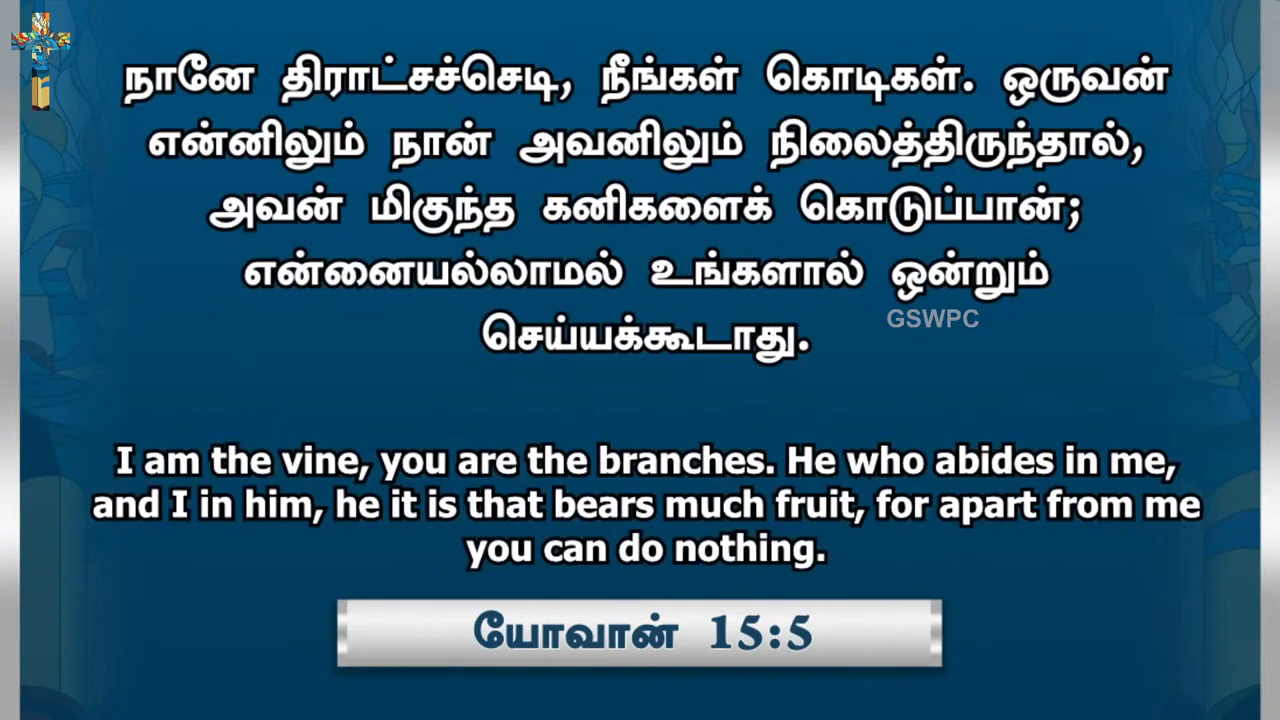 நானே திராட்சச்செடி, நீங்கள் கொடிகள். ஒருவன்
என்னிலும் நான் அவனிலும் நிலைத்திருந்தால்,
அவன் மிகுந்த கனிகளைக் கொடுப்பான்;
என்னையல்லாமல் உங்களால் ஒன்றும்
செய்யக்கூடாது.
GSWPC
I am the vine, you are the branches. He who abides in me,
and I in him, he it is that bears much fruit, for apart from me
you can do nothing.
யோவான் 15:5